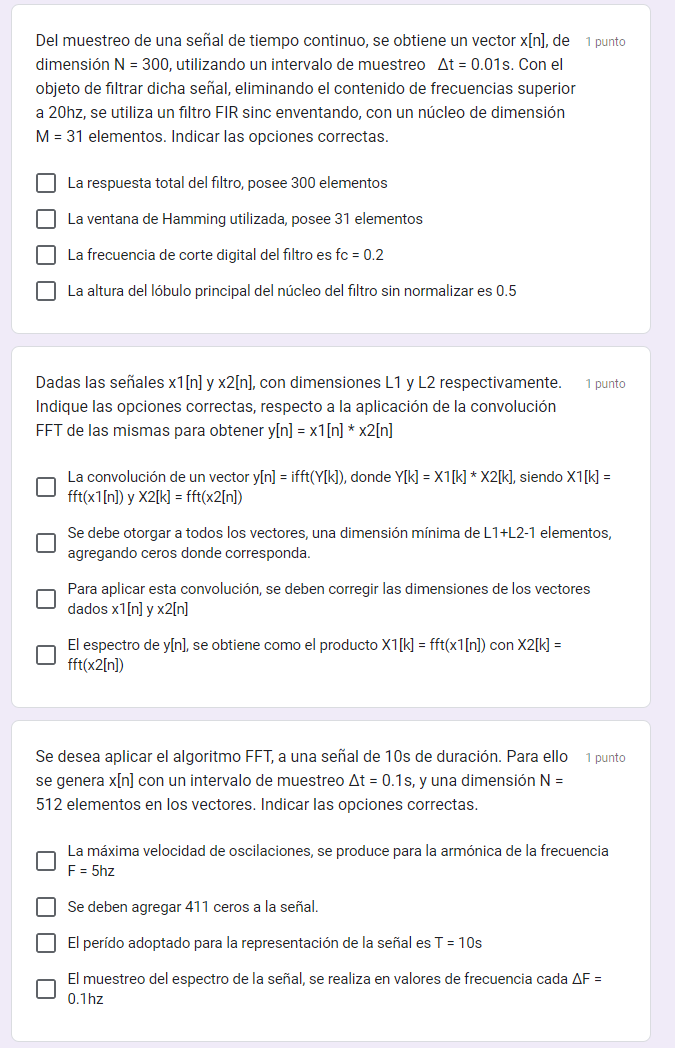 Del muestreo de una señal de tiempo continuo, se obtiene un vector x[n], de
1 punto
dimensión N = 300, utilizando un intervalo de muestreo Δt = 0.01s. Con el
objeto de filtrar dicha señal, eliminando el contenido de frecuencias superior
a 20hz, se utiliza un filtro FIR sinc enventando, con un núcleo de dimensión
M = 31 elementos. Indicar las opciones correctas.
La respuesta total del filtro, posee 300 elementos
La ventana de Hamming utilizada, posee 31 elementos
La frecuencia de corte digital del filtro es fc = 0.2
La altura del lóbulo principal del núcleo del filtro sin normalizar es 0.5
Dadas las señales x1[n] y x2[n], con dimensiones L1 y L2 respectivamente.
1 punto
Indique las opciones correctas, respecto a la aplicación de la convolución
FFT de las mismas para obtener y[n] = x1[n] * x2[n]
La convolución de un vector y[n] = ifft(Y[k]), donde Y[k] = X1[k] * X2[k], siendo X1[k] =
fft(x1[n]) y X2[k] = fft(x2[n])
Se debe otorgar a todos los vectores, una dimensión mínima de L1+L2-1 elementos,
agregando ceros donde corresponda.
Para aplicar esta convolución, se deben corregir las dimensiones de los vectores
dados x1[n] y x2[n]
El espectro de y[n], se obtiene como el producto X1[k] = fft(x1[n]) con X2[k] =
fft(x2[n])
Se desea aplicar el algoritmo FFT, a una señal de 10s de duración. Para ello
1 punto
se genera x[n] con un intervalo de muestreo Δt = 0.1s, y una dimensión N =
512 elementos en los vectores. Indicar las opciones correctas.
La máxima velocidad de oscilaciones, se produce para la armónica de la frecuencia
F = 5hz
Se deben agregar 411 ceros a la señal.
El perído adoptado para la representación de la señal es T = 10s
El muestreo del espectro de la señal, se realiza en valores de frecuencia cada ΔF =
0.1hz